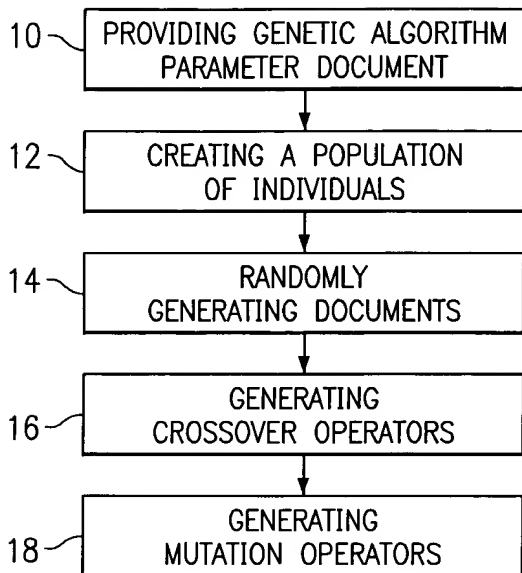 10
PROVIDING GENETIC ALGORITHM
PARAMETER DOCUMENT
12
CREATING A POPULATION
OF INDIVIDUALS
14
RANDOMLY
GENERATING DOCUMENTS
16
GENERATING
CROSSOVER OPERATORS
18
GENERATING
MUTATION OPERATORS